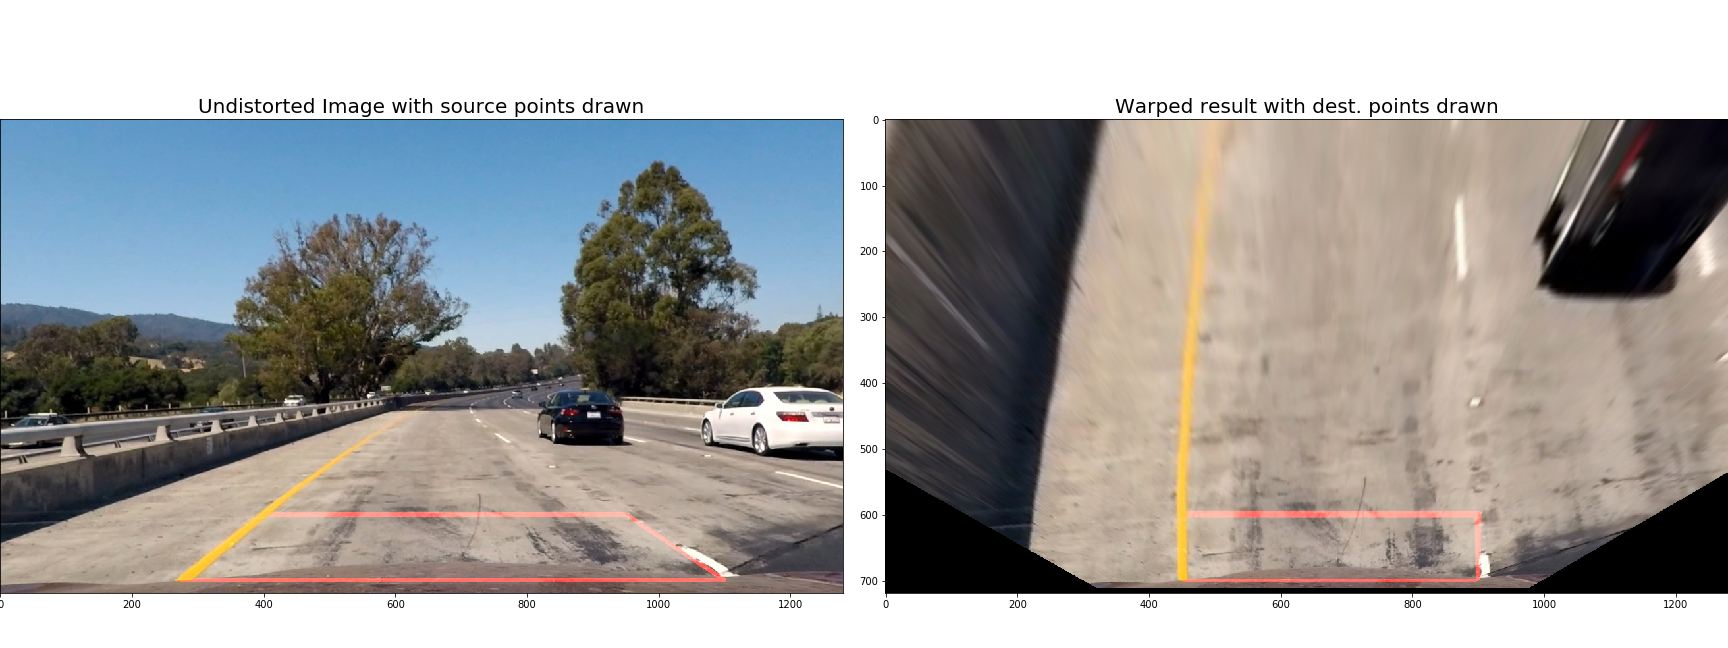 Undistorted Image with source points drawn
0 200 400 600 800 1000 1200
Warped result with dest. points drawn
0
100
200
300
400
500
600
700
0 200 400 600 800 1000 1200